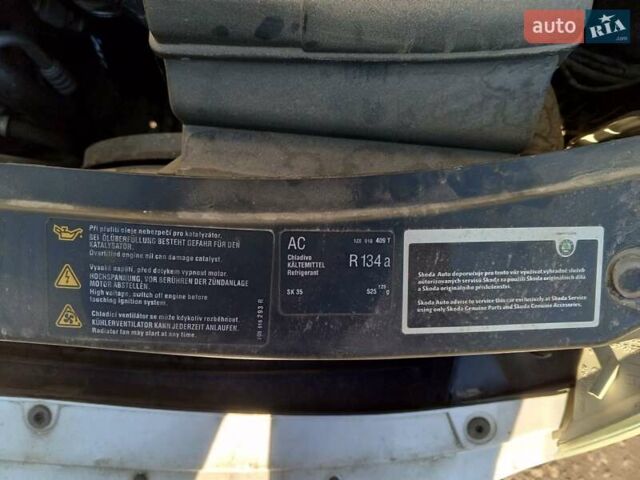 auto RIA.com
Při přelití oleje nebezpečí pro katalyzátor.
BEI ÖLÜBERFÜLLUNG BESTEHT GEFAHR FÜR DEN
KATALYSATOR.
Overfilled engine oil can damage catalyst.
Vysoké napětí, před dotykem vypnout motor.
HOCHSPANNUNG, VOR BERÜHREN DER ZÜNDANLAGE
MOTOR ABSTELLEN.
High voltage, switch off engine before
touching ignition system.
Chladicí ventilátor se může kdykoliv rozběhnout.
KÜHLERVENTILATOR KANN JEDERZEIT ANLAUFEN.
Radiator fan may start at any time.
AC
409 T
Chladivo
KÄLTEMITTEL
Refrigerant
R 134 a
SK 35
525
g
Škoda Auto doporučuje pro tento vůz využívat výhradně služeb
autorizovaných servisů Škoda za použití Škoda originálních dílů
a Škoda originálního příslušenství.
Škoda Auto advise to service this car exclusively at Škoda Service
using only Škoda Genuine Parts and Škoda Genuine Accessories.